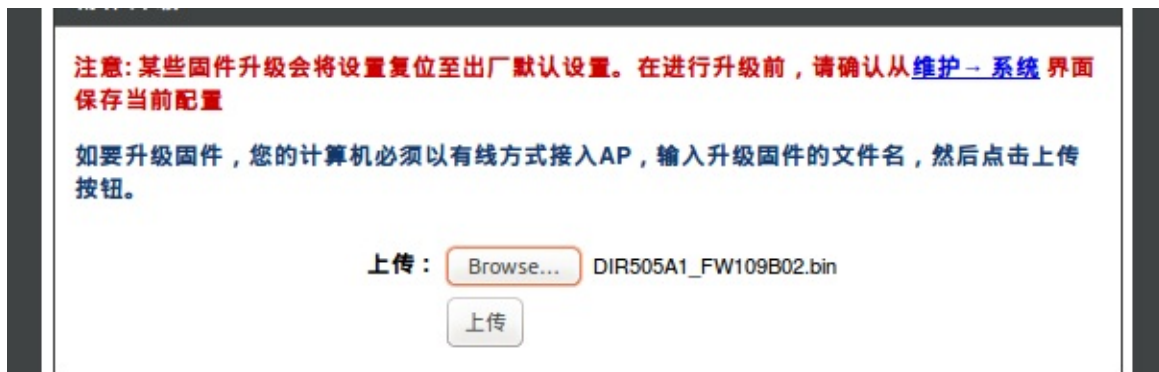 注意: 某些固件升级会将设置复位至出厂默认设置。在进行升级前，请确认从维护→ 系统 界面
保存当前配置
如要升级固件，您的计算机必须以有线方式接入AP，输入升级固件的文件名，然后点击上传
按钮。
上传： Browse... DIR505A1_FW109B02.bin
上传